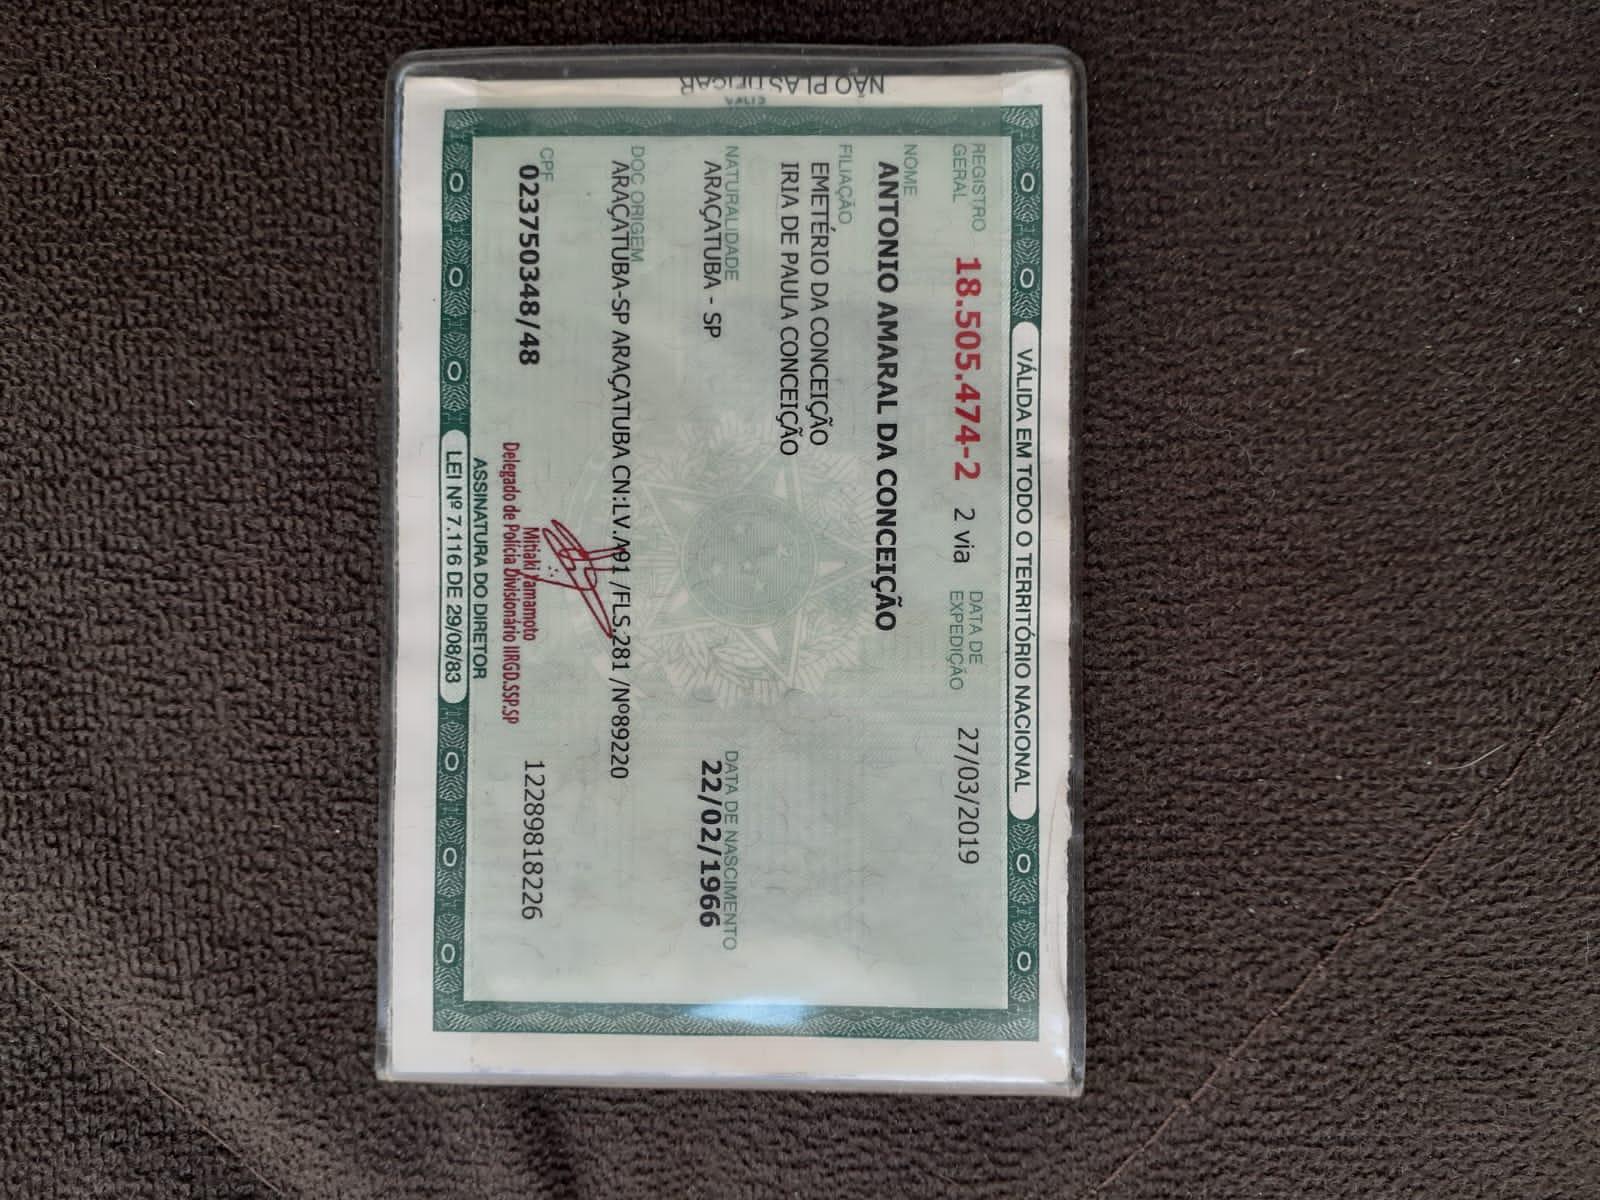 NÃO PLASTIFICAR
VÁLIDA EM TODO O TERRITÓRIO NACIONAL
REGISTRO GERAL 18.505.474-2 2 via DATA DE EXPEDIÇÃO 27/03/2019
NOME
ANTONIO AMARAL DA CONCEIÇÃO
FILIAÇÃO
EMETÉRIO DA CONCEIÇÃO
IRIA DE PAULA CONCEIÇÃO
NATURALIDADE DATA DE NASCIMENTO
ARAÇATUBA - SP 22/02/1966
DOC ORIGEM
ARAÇATUBA-SP ARAÇATUBA CN:LV.A91 /FLS.281 /Nº89220
CPF
023750348/48 12289818226
Mitiaki Yamamoto
Delegado de Polícia Divisionário IIRGD.SSP.SP
ASSINATURA DO DIRETOR
LEI Nº 7.116 DE 29/08/83